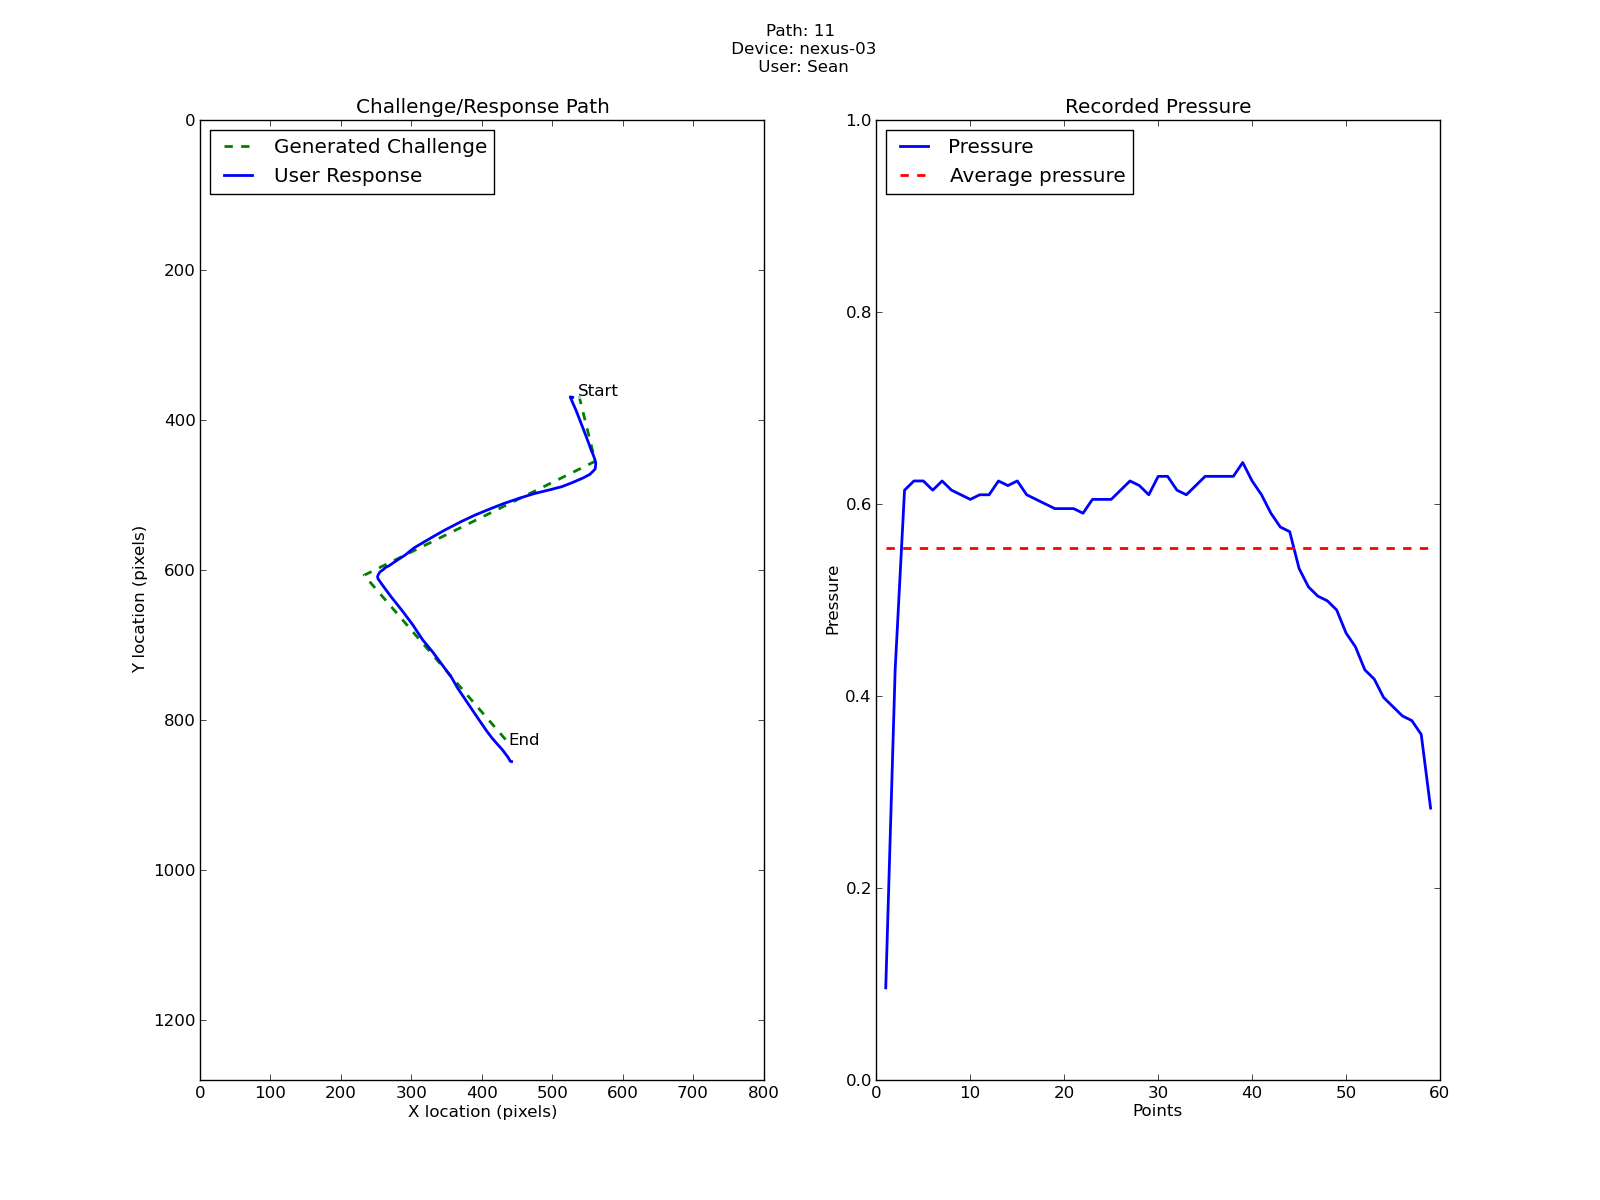 Path: 11
Device: nexus-03
User: Sean
Challenge/Response Path
Generated Challenge
User Response
Start
End
0
200
400
600
800
1000
1200
Y location (pixels)
0 100 200 300 400 500 600 700 800
X location (pixels)
Recorded Pressure
Pressure
Average pressure
1.0
0.8
0.6
0.4
0.2
0.0
Pressure
0 10 20 30 40 50 60
Points